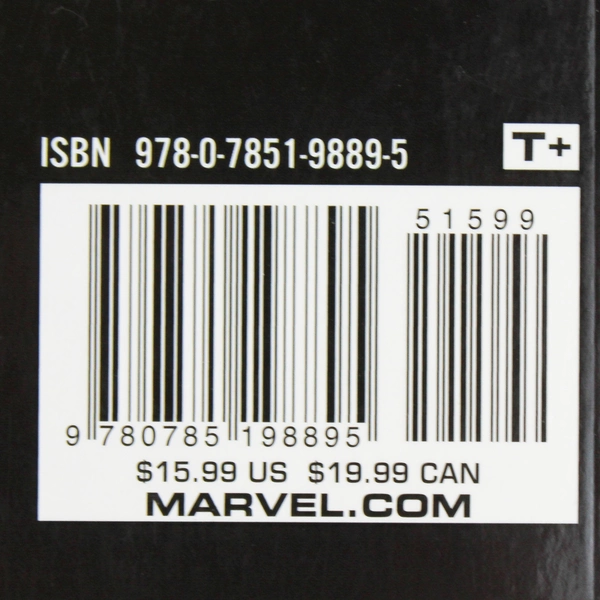 ISBN 978-0-7851-9889-5
T+
51599
9 780785 198895
$15.99 US $19.99 CAN
MARVEL.COM